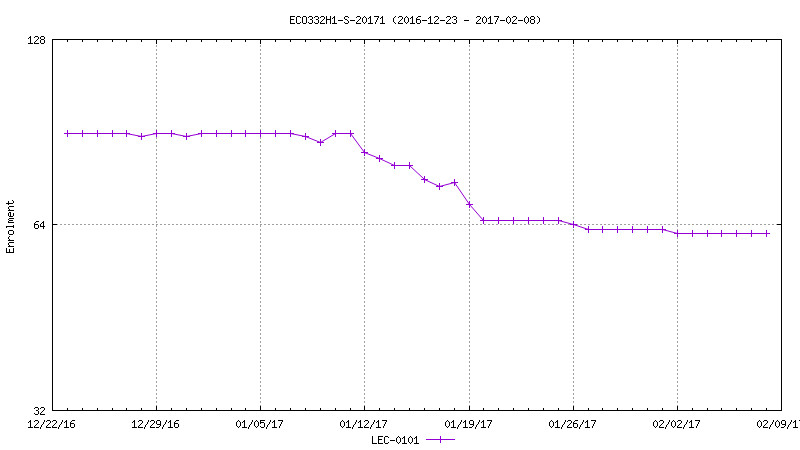 ECO332H1-S-20171 (2016-12-23 - 2017-02-08)
128
Enrolment
64
32
12/22/16 12/29/16 01/05/17 01/12/17 01/19/17 01/26/17 02/02/17 02/09/17
LEC-0101